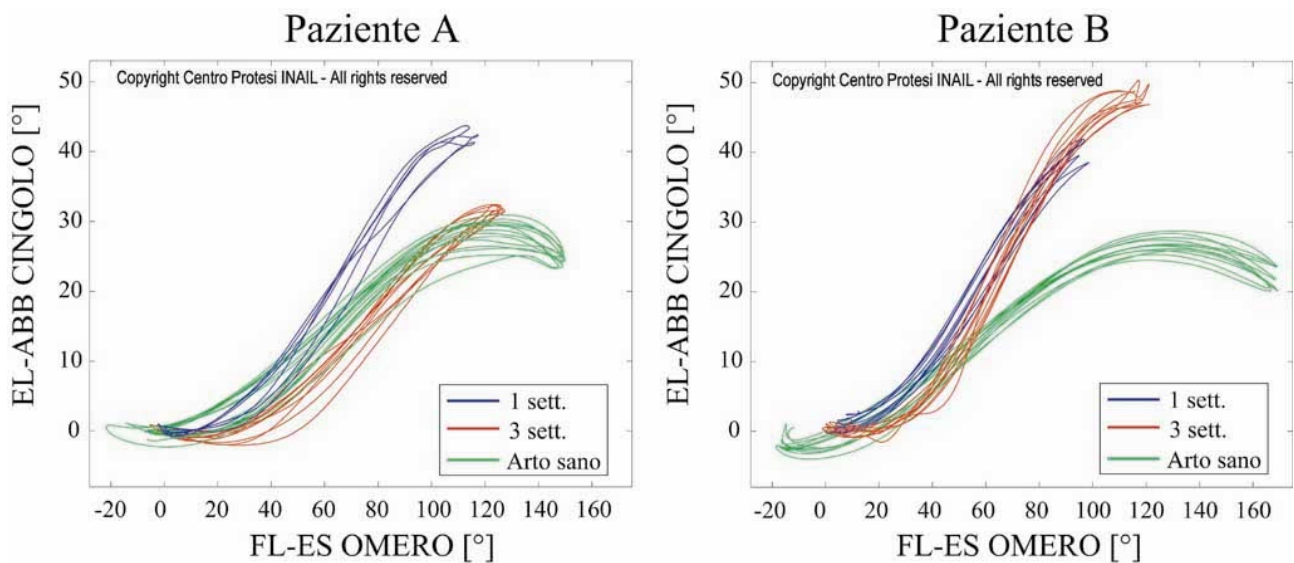 Paziente A
Copyright Centro Protesi INAIL - All rights reserved
EL-ABB CINGOLO [°]
50
40
30
20
10
0
1 sett.
3 sett.
Arto sano
-20 0 20 40 60 80 100 120 140 160
FL-ES OMERO [°]
Paziente B
Copyright Centro Protesi INAIL - All rights reserved
EL-ABB CINGOLO [°]
50
40
30
20
10
0
1 sett.
3 sett.
Arto sano
-20 0 20 40 60 80 100 120 140 160
FL-ES OMERO [°]